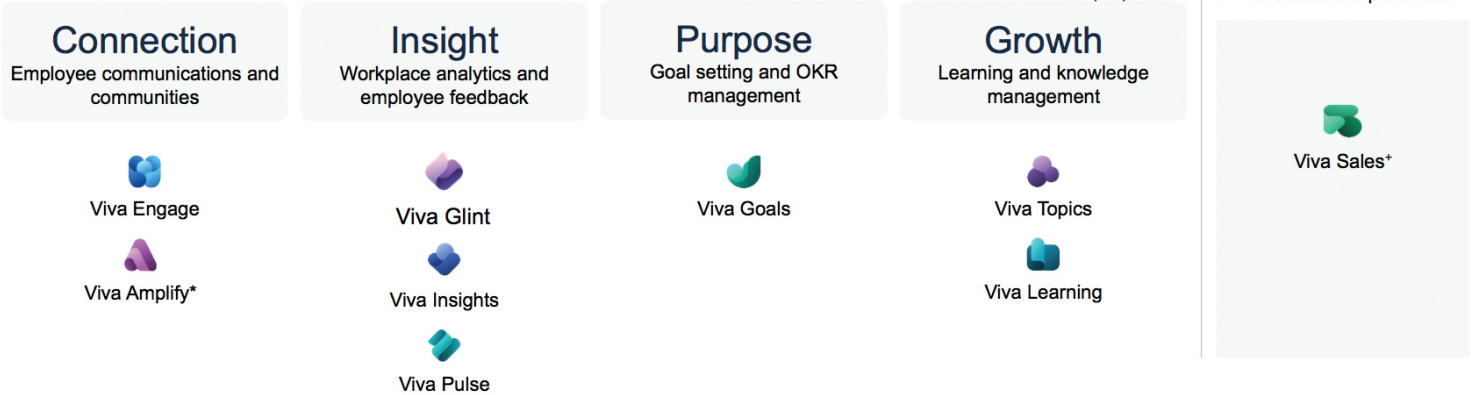 Connection
Employee communications and
communities
Viva Engage
Viva Amplify*
Insight
Workplace analytics and
employee feedback
Viva Glint
Viva Insights
Viva Pulse
Purpose
Goal setting and OKR
management
Viva Goals
Growth
Learning and knowledge
management
Viva Topics
Viva Learning
Viva Sales+